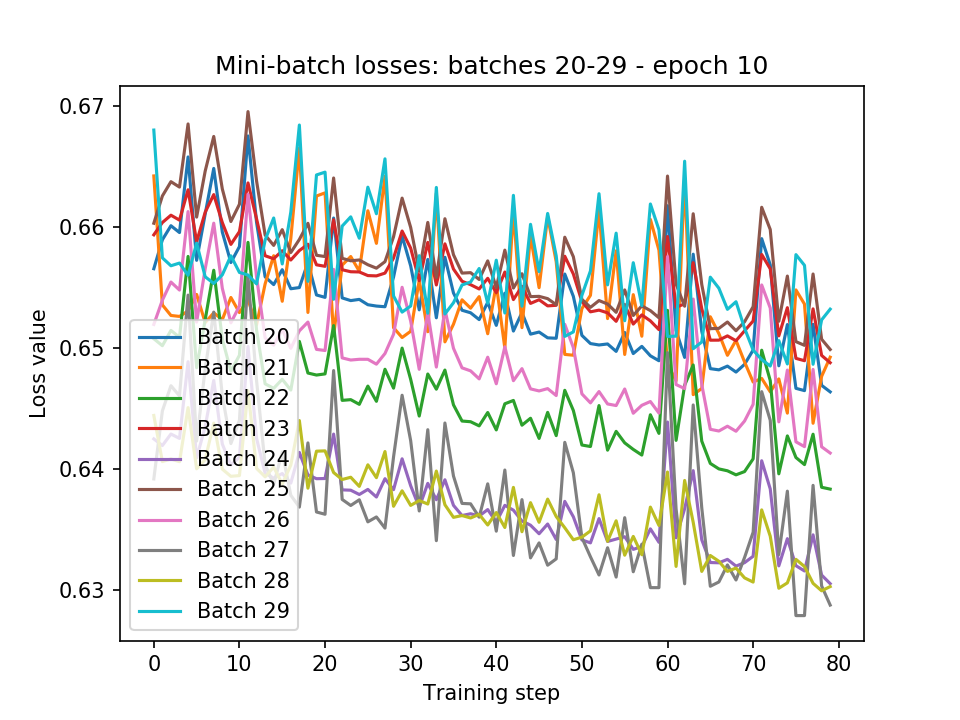 Mini-batch losses: batches 20-29 - epoch 10
0.67
0.66
0.65
0.64
0.63
Loss value
Batch 20
Batch 21
Batch 22
Batch 23
Batch 24
Batch 25
Batch 26
Batch 27
Batch 28
Batch 29
0 10 20 30 40 50 60 70 80
Training step